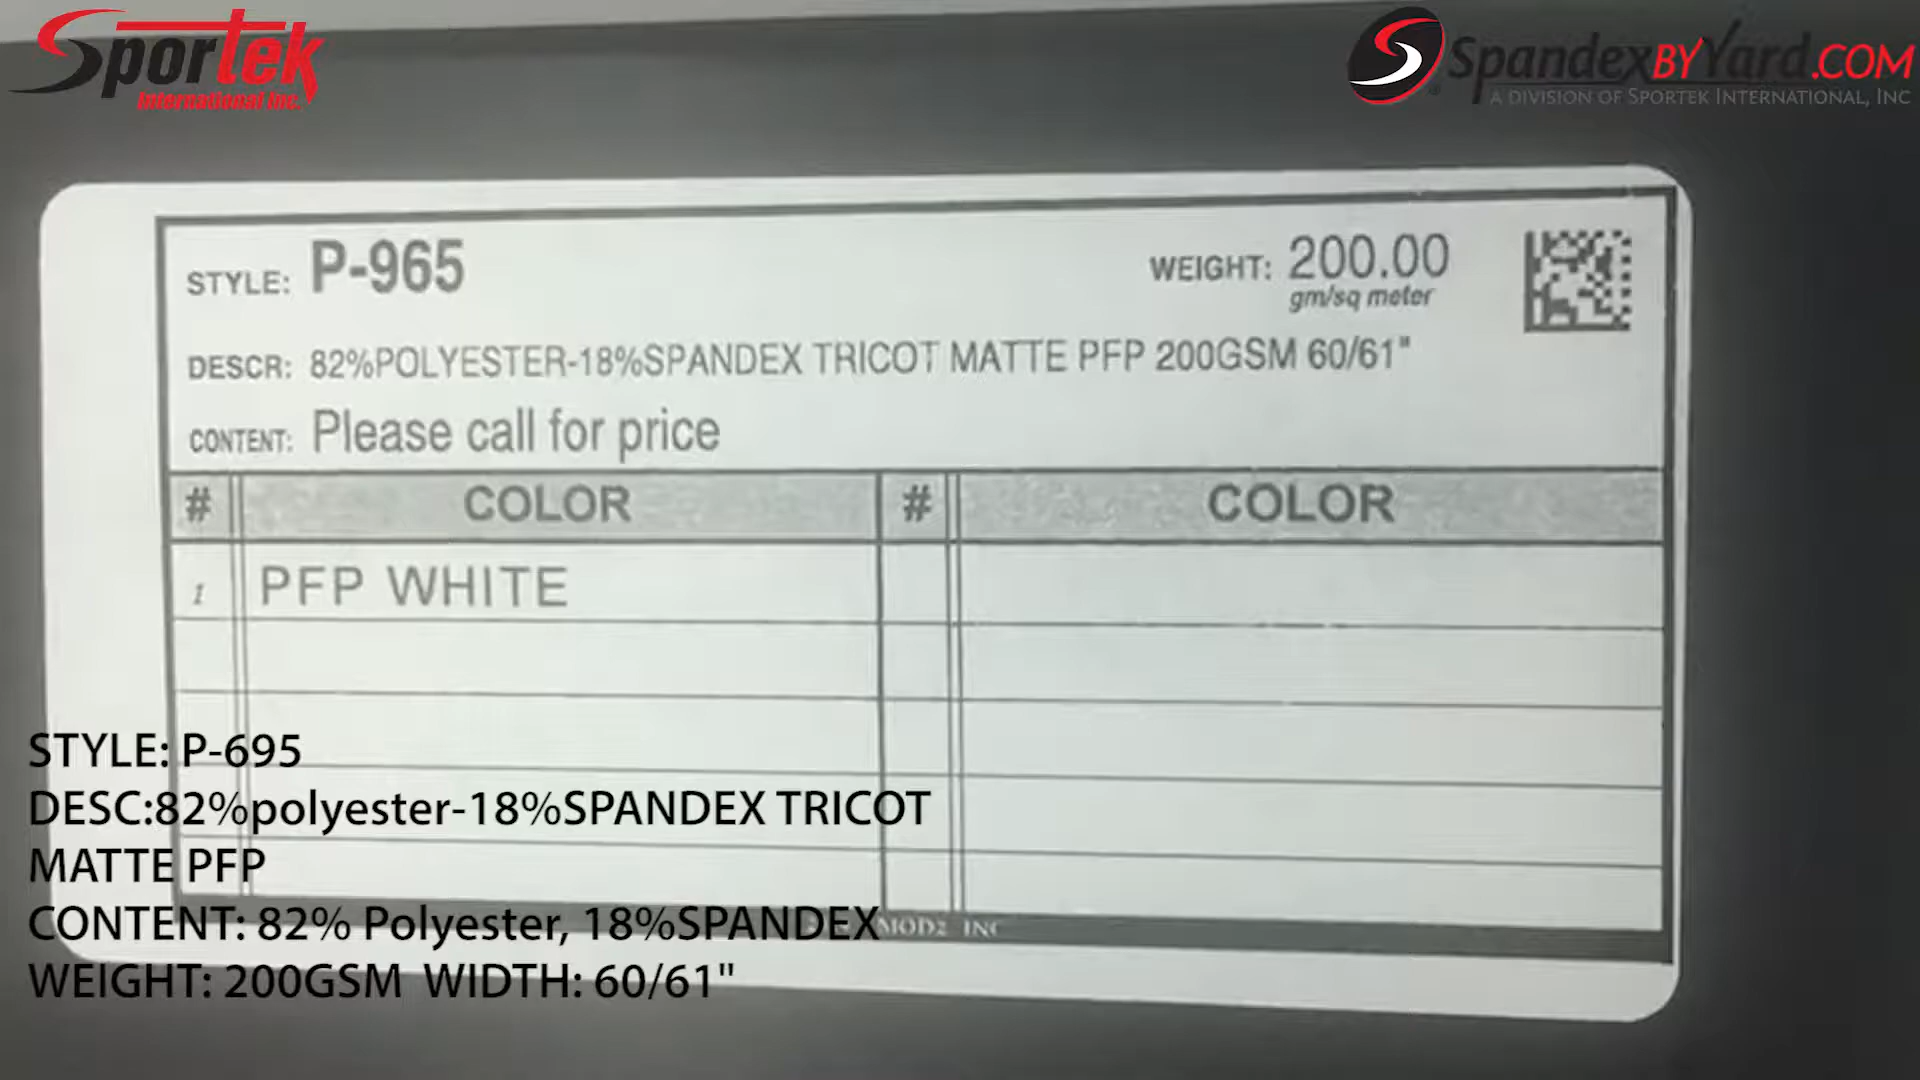 Sportek
International Inc.
SpandexBYYard.COM
A DIVISION OF SPORTEK INTERNATIONAL, INC
STYLE: P-965
WEIGHT: 200.00
gm/sq meter
DESCR: 82%POLYESTER-18%SPANDEX TRICOT MATTE PFP 200GSM 60/61"
CONTENT: Please call for price
# COLOR # COLOR
1 PFP WHITE
STYLE: P-695
DESC:82%polyester-18%SPANDEX TRICOT
MATTE PFP
CONTENT: 82% Polyester, 18%SPANDEX
MOD2 INC
WEIGHT: 200GSM WIDTH: 60/61"